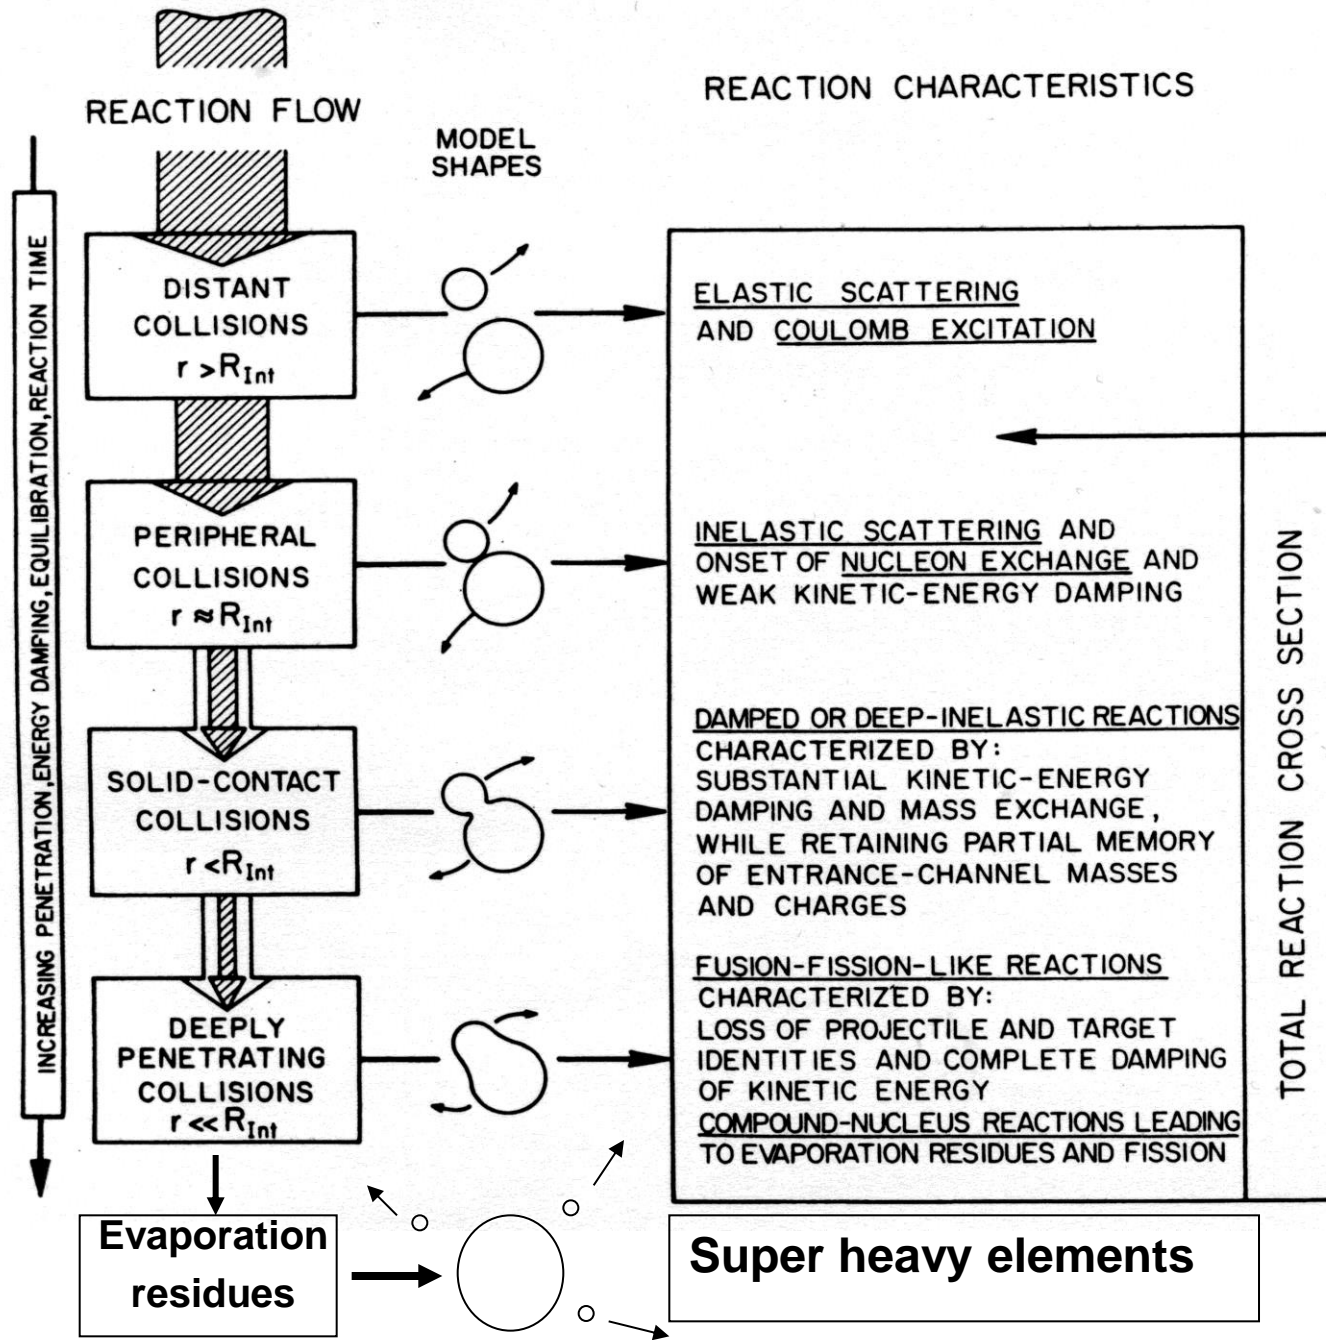 REACTION FLOW
REACTION CHARACTERISTICS
MODEL
SHAPES
INCREASING PENETRATION, ENERGY DAMPING, EQUILIBRATION, REACTION TIME
DISTANT
COLLISIONS
r > R_Int
ELASTIC SCATTERING
AND COULOMB EXCITATION
PERIPHERAL
COLLISIONS
r ≈ R_Int
INELASTIC SCATTERING AND
ONSET OF NUCLEON EXCHANGE AND
WEAK KINETIC-ENERGY DAMPING
SOLID-CONTACT
COLLISIONS
r < R_Int
DAMPED OR DEEP-INELASTIC REACTIONS
CHARACTERIZED BY:
SUBSTANTIAL KINETIC-ENERGY
DAMPING AND MASS EXCHANGE,
WHILE RETAINING PARTIAL MEMORY
OF ENTRANCE-CHANNEL MASSES
AND CHARGES
DEEPLY
PENETRATING
COLLISIONS
r << R_Int
FUSION-FISSION-LIKE REACTIONS
CHARACTERIZED BY:
LOSS OF PROJECTILE AND TARGET
IDENTITIES AND COMPLETE DAMPING
OF KINETIC ENERGY
COMPOUND-NUCLEUS REACTIONS LEADING
TO EVAPORATION RESIDUES AND FISSION
TOTAL REACTION CROSS SECTION
Evaporation
residues
Super heavy elements